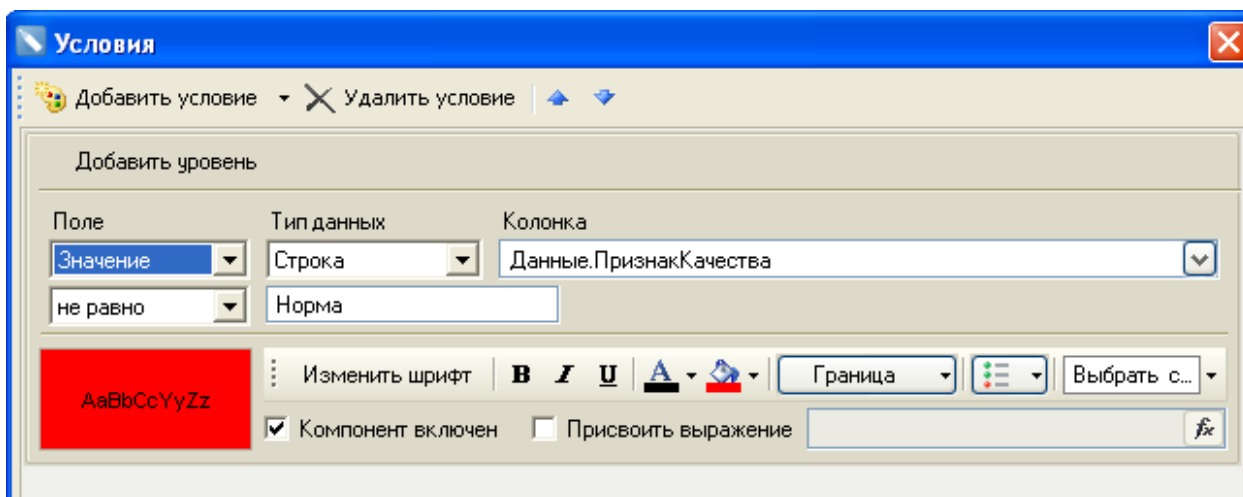 Условия
Добавить условие Удалить условие
Добавить уровень
Поле Тип данных Колонка
Значение Строка Данные.ПризнакКачества
не равно Норма
AaBbCcYyZz Изменить шрифт B I U A Граница Выбрать с...
Компонент включен Присвоить выражение fx